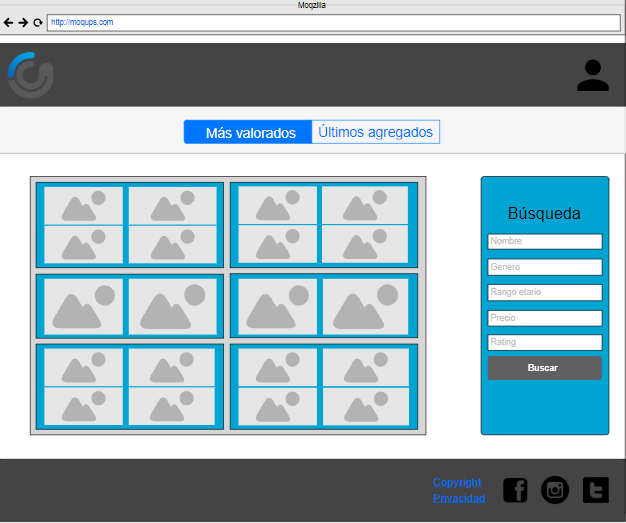 Moqzilla
http://moqups.com
Más valorados
Últimos agregados
Búsqueda
Nombre
Genero
Rango etario
Precio
Rating
Buscar
Copyright
Privacidad